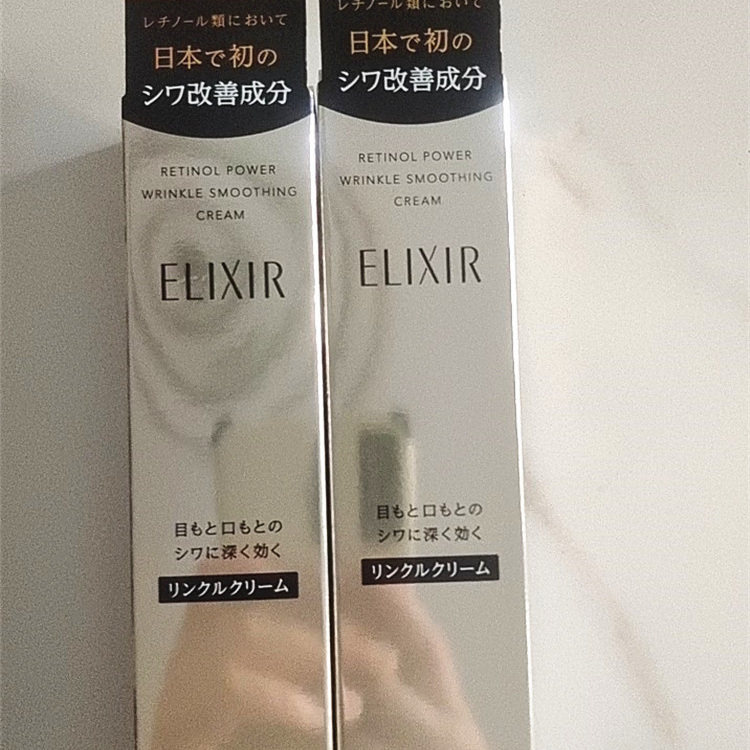 レチノール類において
日本で初の
シワ改善成分
RETINOL POWER
WRINKLE SMOOTHING
CREAM
ELIXIR
目もと口もとの
シワに深く効く
リンクルクリーム
レチノール類において
日本で初の
シワ改善成分
RETINOL POWER
WRINKLE SMOOTHING
CREAM
ELIXIR
目もと口もとの
シワに深く効く
リンクルクリーム